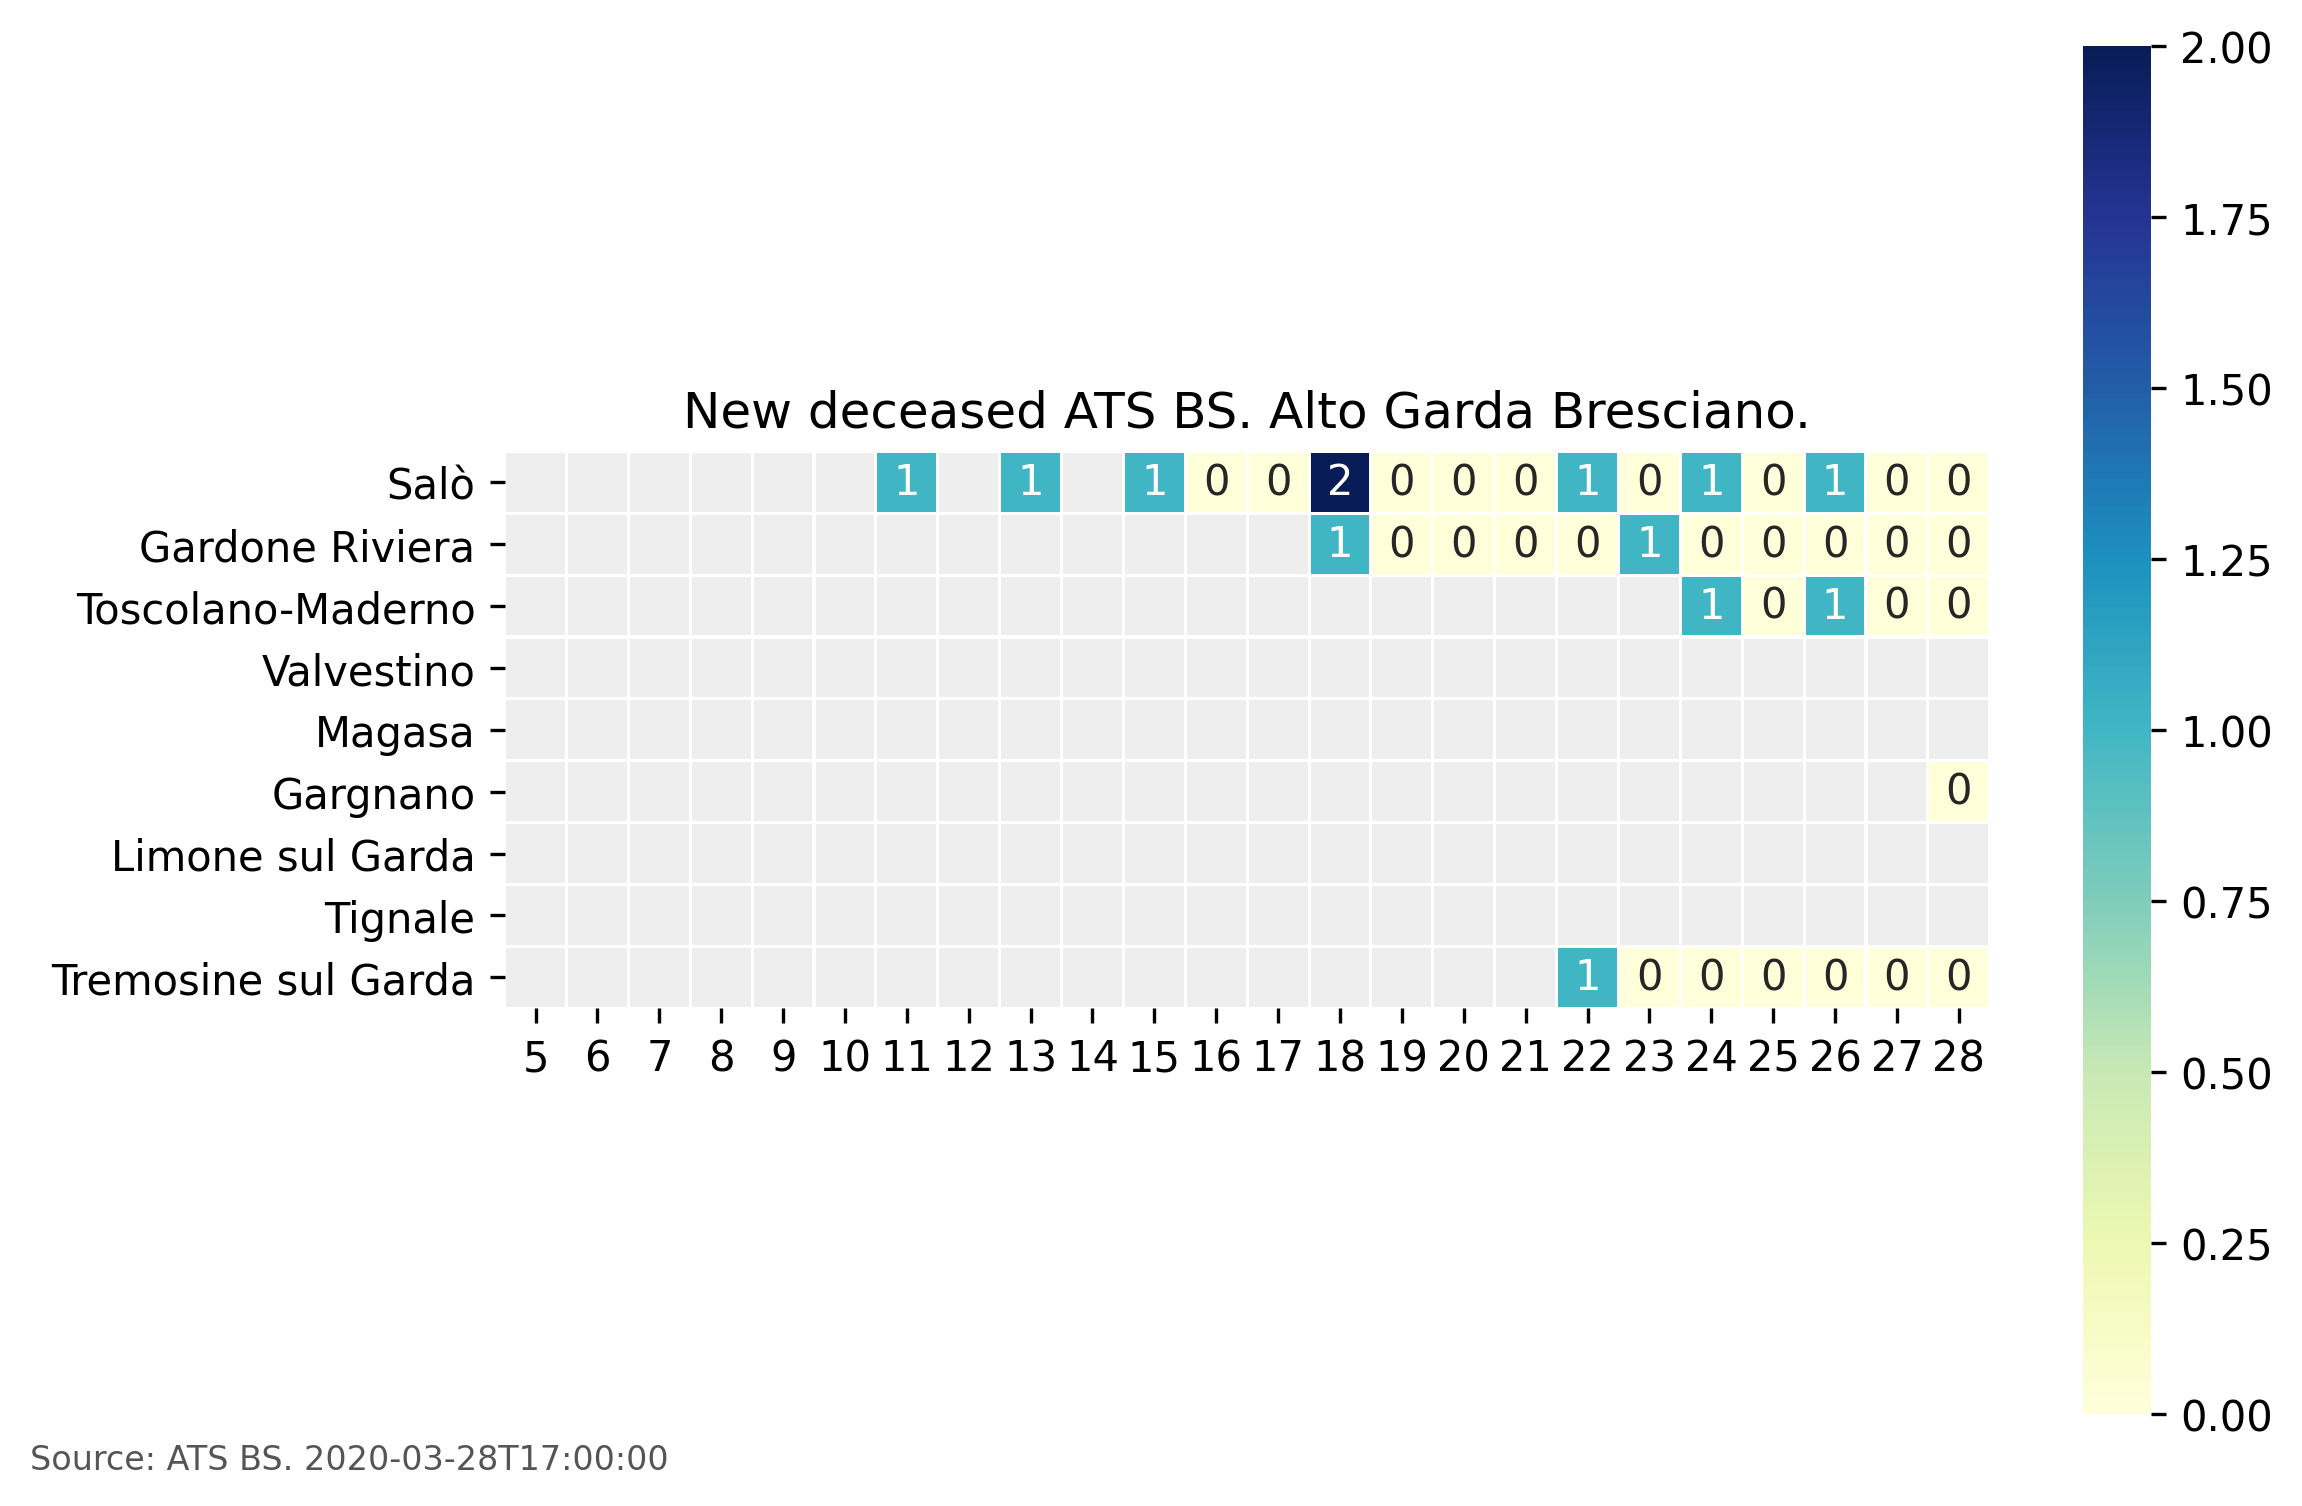 New deceased ATS BS. Alto Garda Bresciano.
Salò 1 1 1 0 0 2 0 0 0 1 0 1 0 1 0 0
Gardone Riviera 1 0 0 0 0 1 0 0 0 0 0
Toscolano-Maderno 1 0 1 0 0
Valvestino
Magasa
Gargnano 0
Limone sul Garda
Tignale
Tremosine sul Garda 1 0 0 0 0 0 0
5 6 7 8 9 10 11 12 13 14 15 16 17 18 19 20 21 22 23 24 25 26 27 28
2.00
1.75
1.50
1.25
1.00
0.75
0.50
0.25
0.00
Source: ATS BS. 2020-03-28T17:00:00